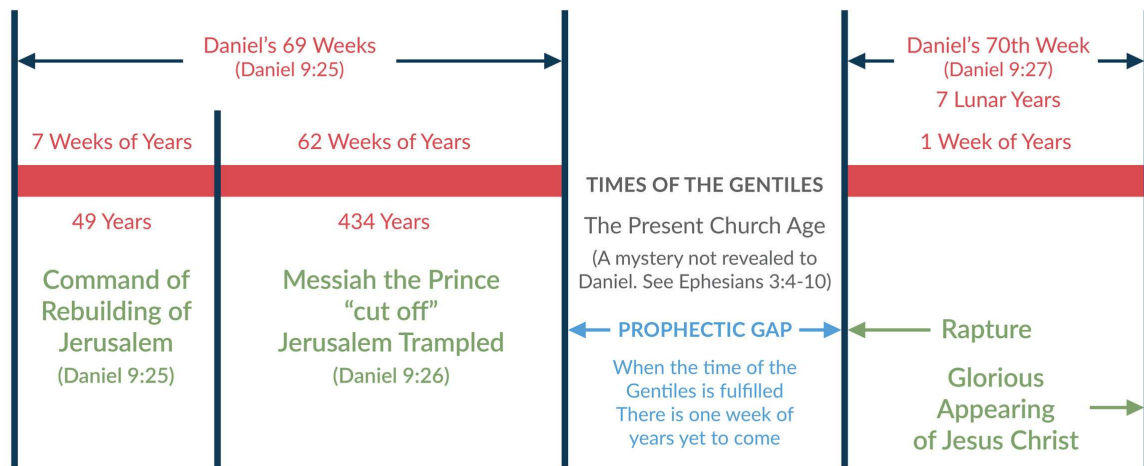 Daniel’s 69 Weeks
(Daniel 9:25)
7 Weeks of Years
62 Weeks of Years
49 Years
434 Years
Command of
Rebuilding of
Jerusalem
(Daniel 9:25)
Messiah the Prince
“cut off”
Jerusalem Trampled
(Daniel 9:26)
TIMES OF THE GENTILES
The Present Church Age
(A mystery not revealed to
Daniel. See Ephesians 3:4-10)
PROPHECTIC GAP
When the time of the
Gentiles is fulfilled
There is one week of
years yet to come
Daniel’s 70th Week
(Daniel 9:27)
7 Lunar Years
1 Week of Years
Rapture
Glorious
Appearing
of Jesus Christ